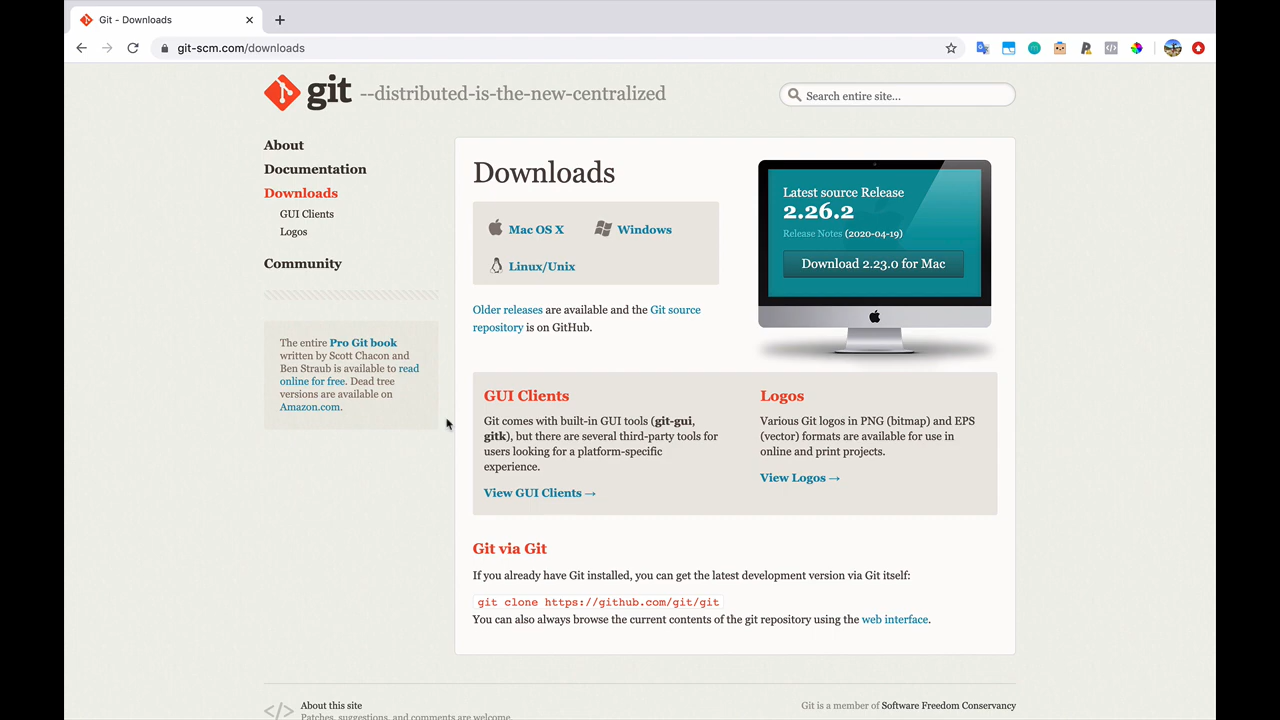 Git - Downloads
git-scm.com/downloads
git --distributed-is-the-new-centralized
Search entire site...
About
Documentation
Downloads
GUI Clients
Logos
Community
The entire Pro Git book
written by Scott Chacon and
Ben Straub is available to read
online for free. Dead tree
versions are available on
Amazon.com.
Downloads
Mac OS X
Windows
Linux/Unix
Older releases are available and the Git source
repository is on GitHub.
Latest source Release
2.26.2
Release Notes (2020-04-19)
Download 2.23.0 for Mac
GUI Clients
Git comes with built-in GUI tools (git-gui,
gitk), but there are several third-party tools for
users looking for a platform-specific
experience.
View GUI Clients →
Logos
Various Git logos in PNG (bitmap) and EPS
(vector) formats are available for use in
online and print projects.
View Logos →
Git via Git
If you already have Git installed, you can get the latest development version via Git itself:
git clone https://github.com/git/git
You can also always browse the current contents of the git repository using the web interface.
</> About this site
Patches, suggestions, and comments are welcome.
Git is a member of Software Freedom Conservancy